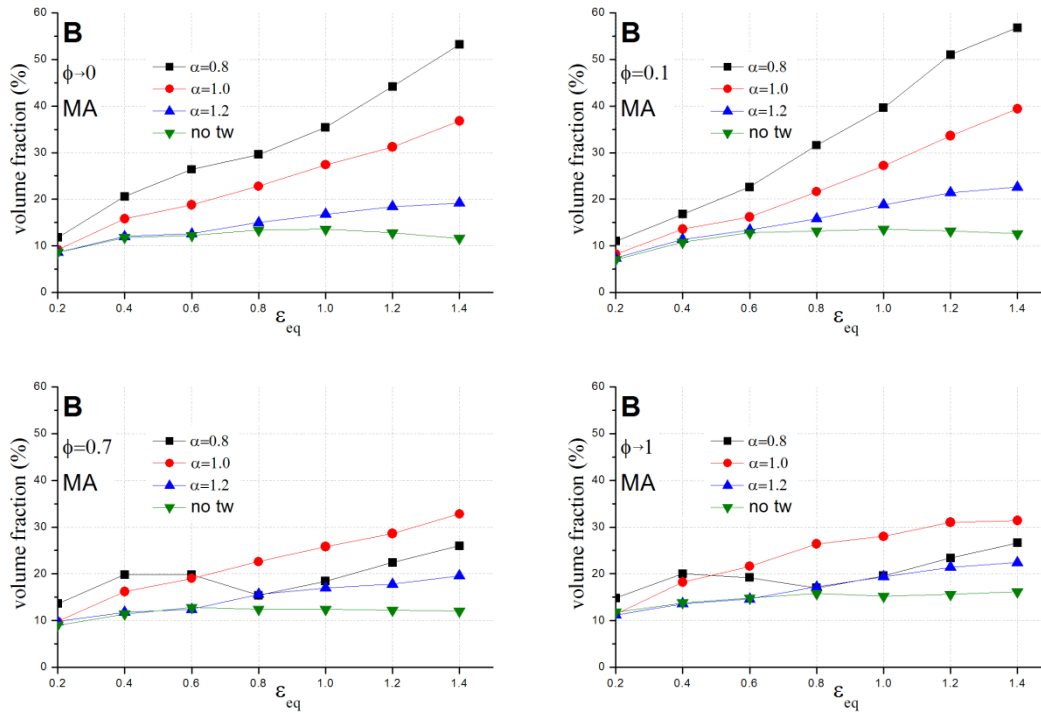 B
ϕ→0
MA
α=0.8
α=1.0
α=1.2
no tw
volume fraction (%)
60
50
40
30
20
10
0
0.2 0.4 0.6 0.8 1.0 1.2 1.4
ε_eq
B
ϕ=0.1
MA
α=0.8
α=1.0
α=1.2
no tw
volume fraction (%)
60
50
40
30
20
10
0
0.2 0.4 0.6 0.8 1.0 1.2 1.4
ε_eq
B
ϕ=0.7
MA
α=0.8
α=1.0
α=1.2
no tw
volume fraction (%)
60
50
40
30
20
10
0
0.2 0.4 0.6 0.8 1.0 1.2 1.4
ε_eq
B
ϕ→1
MA
α=0.8
α=1.0
α=1.2
no tw
volume fraction (%)
60
50
40
30
20
10
0
0.2 0.4 0.6 0.8 1.0 1.2 1.4
ε_eq